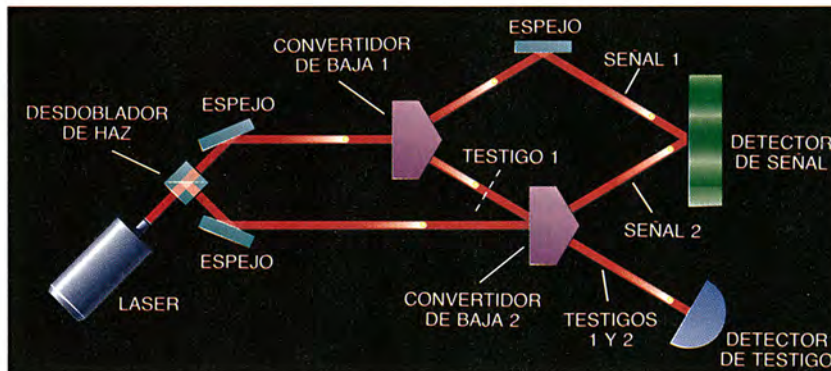 ESPEJO
CONVERTIDOR
DE BAJA 1
SEÑAL 1
DESDOBLADOR
DE HAZ
ESPEJO
DETECTOR
DE SEÑAL
TESTIGO 1
SEÑAL 2
ESPEJO
LASER
CONVERTIDOR
DE BAJA 2
TESTIGOS
1 Y 2
DETECTOR
DE TESTIGO